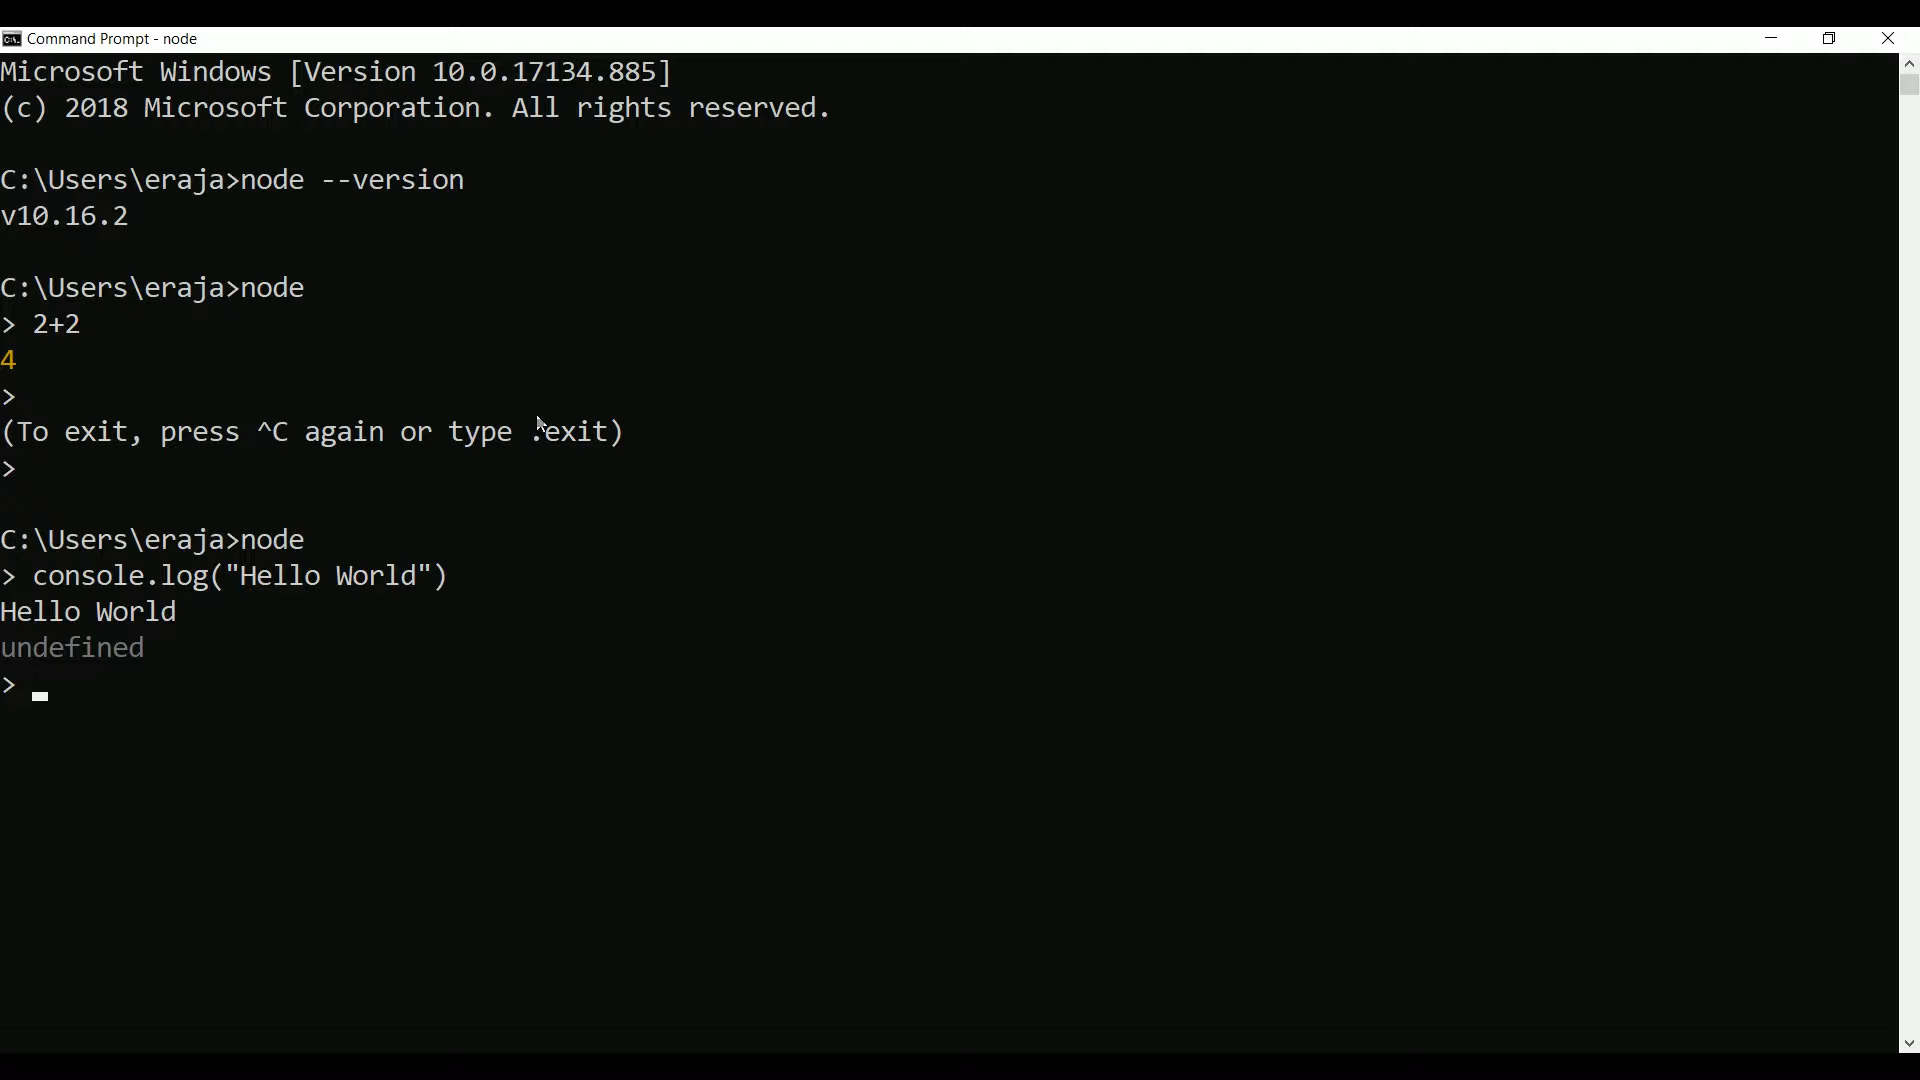 Command Prompt - node
Microsoft Windows [Version 10.0.17134.885]
(c) 2018 Microsoft Corporation. All rights reserved.
C:\Users\eraja>node --version
v10.16.2
C:\Users\eraja>node
> 2+2
4
>
(To exit, press ^C again or type .exit)
>
C:\Users\eraja>node
> console.log("Hello World")
Hello World
undefined
>